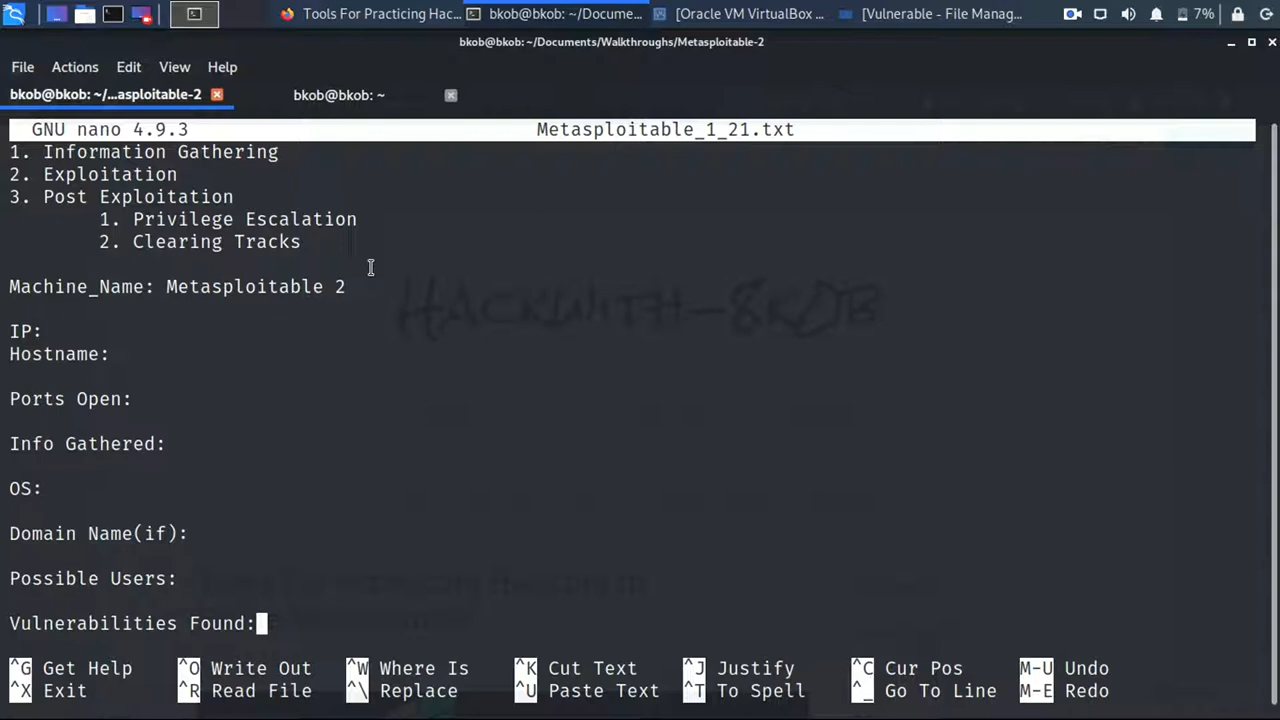 Tools For Practicing Hac... bkob@bkob: ~/Docume... [Oracle VM VirtualBox ... [Vulnerable - File Manag... 7%
bkob@bkob: ~/Documents/Walkthroughs/Metasploitable-2
File Actions Edit View Help
bkob@bkob: ~/...asploitable-2 bkob@bkob: ~
GNU nano 4.9.3 Metasploitable_1_21.txt
1. Information Gathering
2. Exploitation
3. Post Exploitation
1. Privilege Escalation
2. Clearing Tracks
Machine_Name: Metasploitable 2
HACKWITH-8KOB
IP:
Hostname:
Ports Open:
Info Gathered:
OS:
Domain Name(if):
Possible Users:
Vulnerabilities Found:
^G Get Help ^O Write Out ^W Where Is ^K Cut Text ^J Justify ^C Cur Pos M-U Undo
^X Exit ^R Read File ^\ Replace ^U Paste Text ^T To Spell ^_ Go To Line M-E Redo